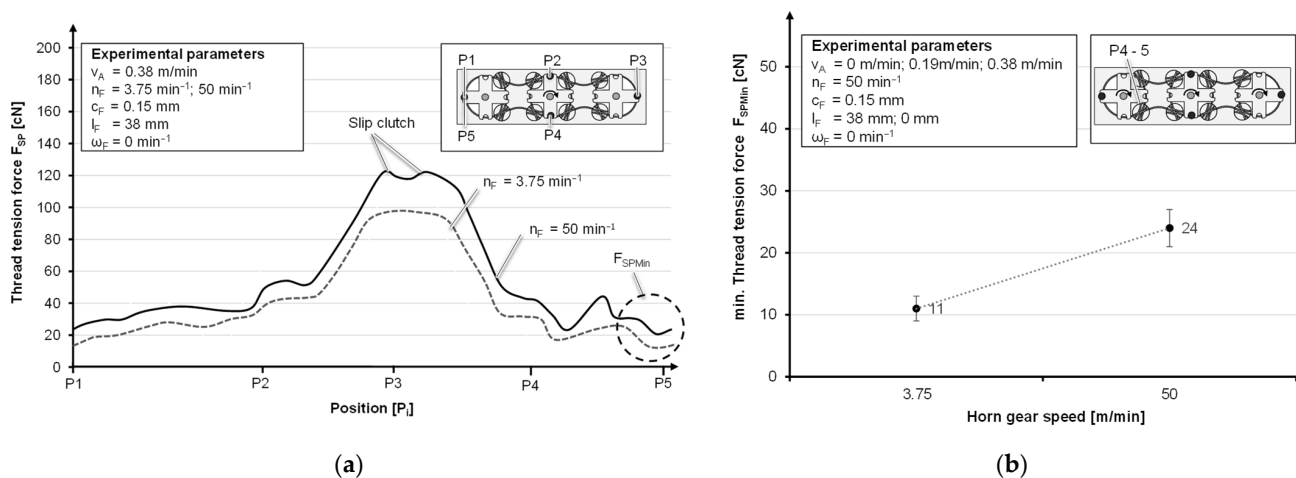 (a)
Thread tension force F_SP [cN]
200
180
160
140
120
100
80
60
40
20
0
Experimental parameters
v_A = 0.38 m/min
n_F = 3.75 min⁻¹; 50 min⁻¹
c_F = 0.15 mm
l_F = 38 mm
ω_F = 0 min⁻¹
P1 P2 P3
P5 P4
Slip clutch
n_F = 3.75 min⁻¹
n_F = 50 min⁻¹
F_SPMin
P1 P2 P3 P4 P5
Position [P_i]
(b)
min. Thread tension force F_SPMin [cN]
50
40
30
20
10
0
Experimental parameters
v_A = 0 m/min; 0.19m/min; 0.38 m/min
n_F = 50 min⁻¹
c_F = 0.15 mm
l_F = 38 mm; 0 mm
ω_F = 0 min⁻¹
P4 - 5
24
11
3.75 50
Horn gear speed [m/min]